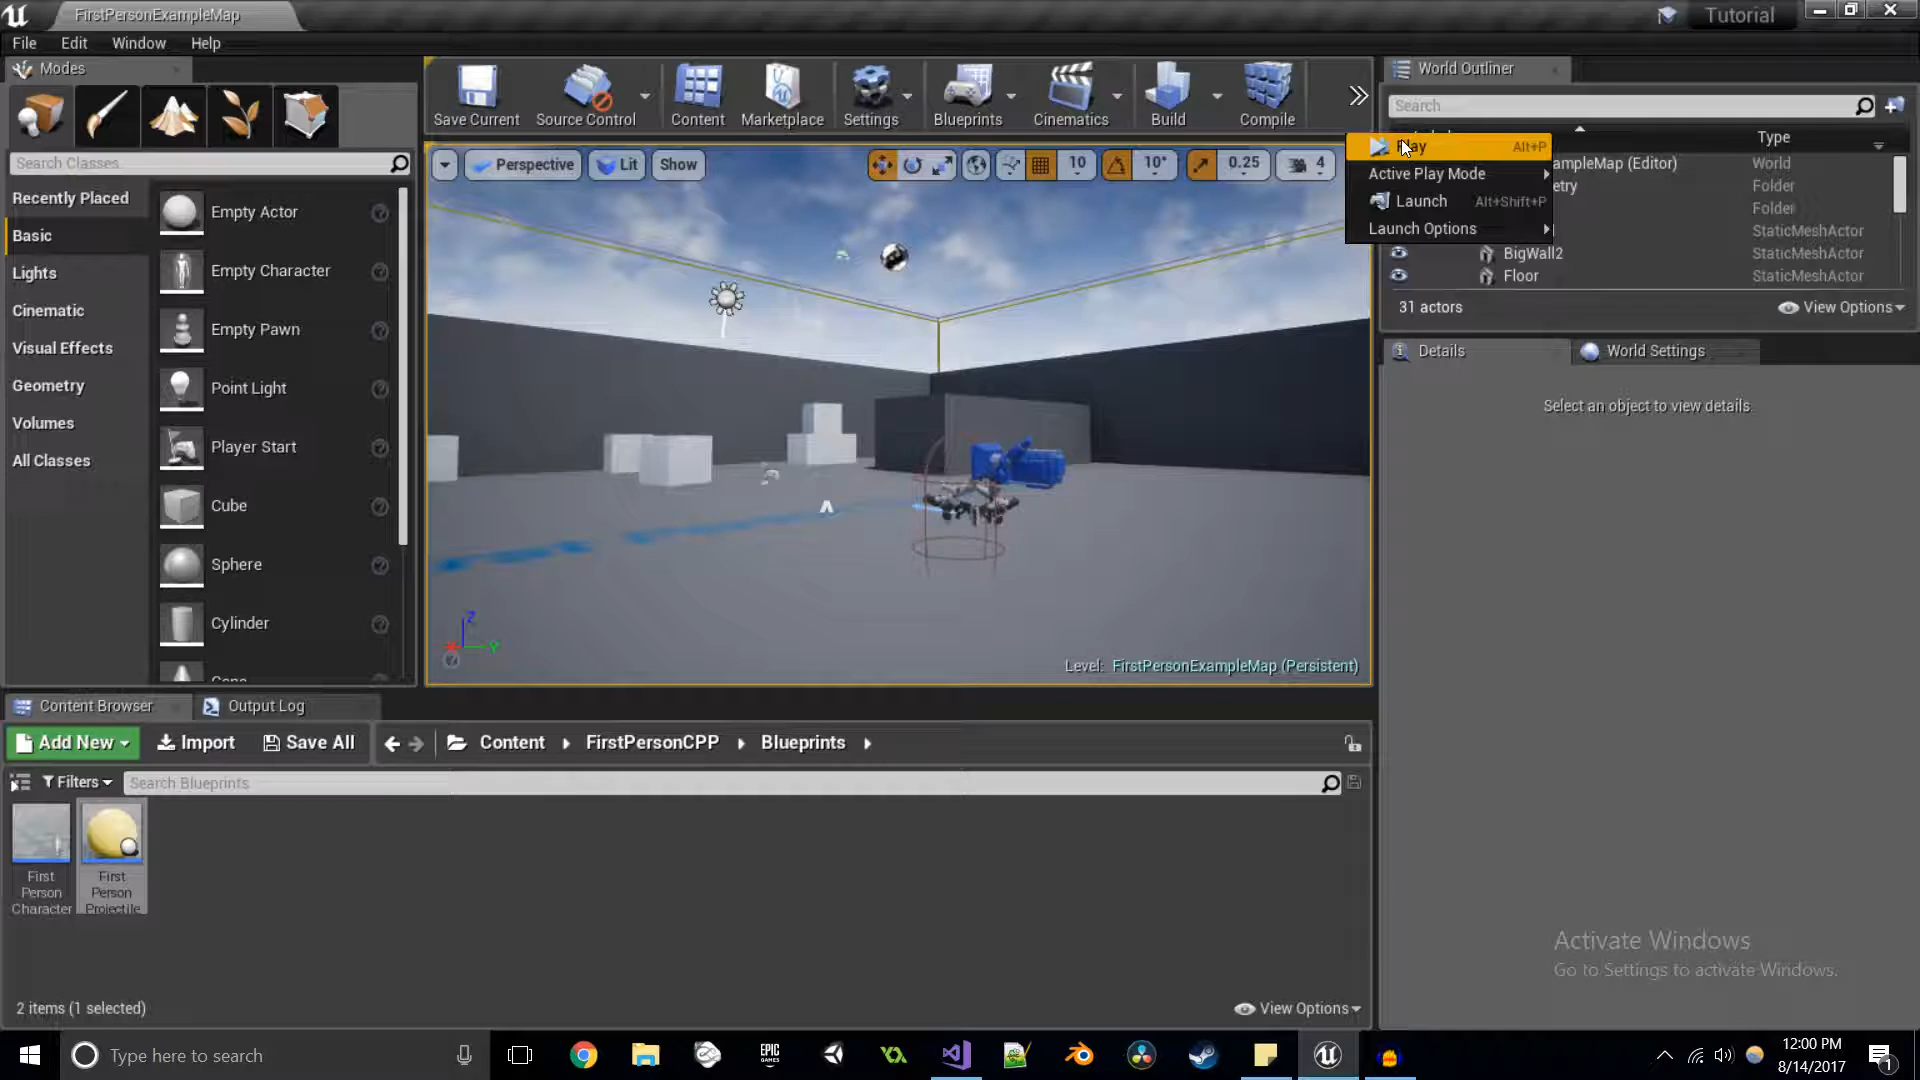 FirstPersonExampleMap
Tutorial
File Edit Window Help
Modes
Save Current Source Control Content Marketplace Settings Blueprints Cinematics Build Compile
World Outliner
Search
Type
Search Classes
Perspective Lit Show 10 10° 0.25 4
Play Alt+P
Active Play Mode
Launch Alt+Shift+P
Launch Options
ampleMap (Editor) World
etry Folder
Folder
StaticMeshActor
BigWall2 StaticMeshActor
Floor StaticMeshActor
31 actors View Options
Recently Placed
Basic
Lights
Cinematic
Visual Effects
Geometry
Volumes
All Classes
Empty Actor
Empty Character
Empty Pawn
Point Light
Player Start
Cube
Sphere
Cylinder
Cone
Z
X Y
Level: FirstPersonExampleMap (Persistent)
Details World Settings
Select an object to view details.
Content Browser Output Log
Add New Import Save All Content FirstPersonCPP Blueprints
Filters Search Blueprints
First Person Character
First Person Projectile
2 items (1 selected) View Options
Activate Windows
Go to Settings to activate Windows.
Type here to search
EPIC GAMES
12:00 PM
8/14/2017
1